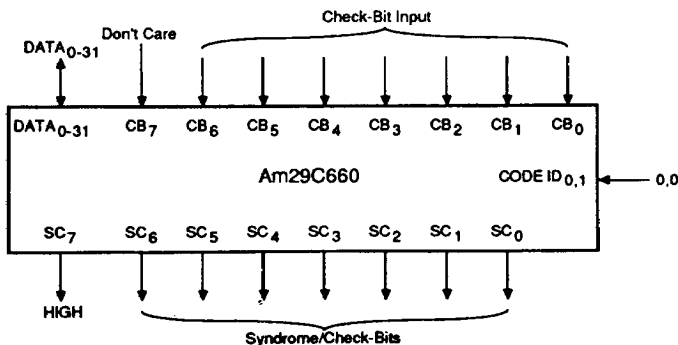 Check-Bit Input
Don't Care
DATA0-31
DATA0-31 CB7 CB6 CB5 CB4 CB3 CB2 CB1 CB0
Am29C660 CODE ID0,1 0,0
SC7 SC6 SC5 SC4 SC3 SC2 SC1 SC0
HIGH
Syndrome/Check-Bits